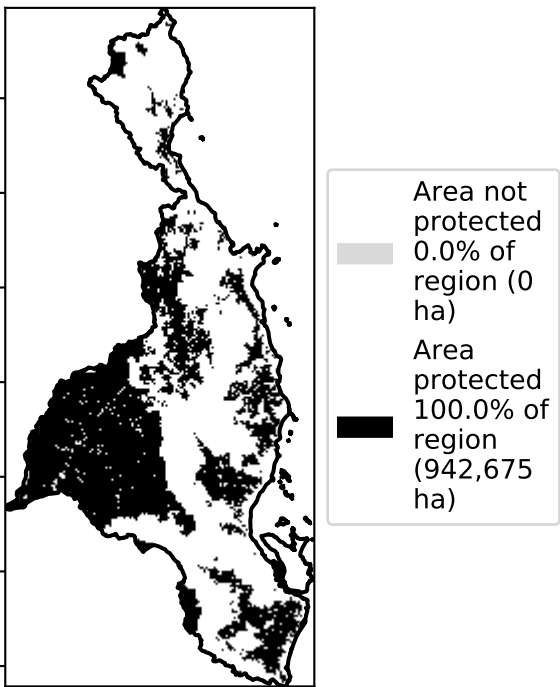 Area not
protected
0.0% of
region (0
ha)
Area
protected
100.0% of
region
(942,675
ha)